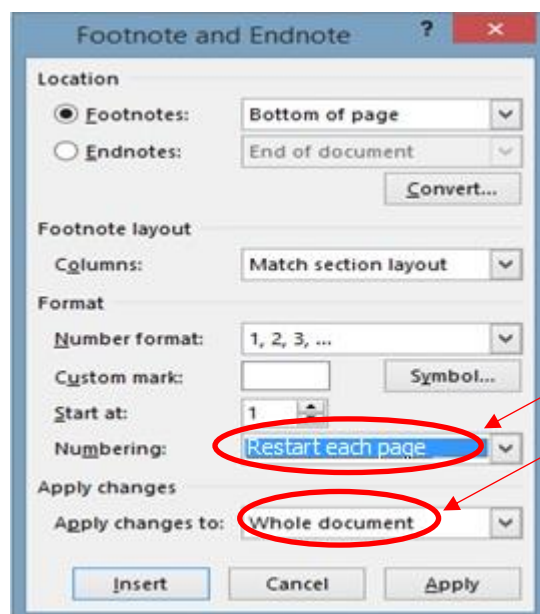 Footnote and Endnote ? ×
Location
Footnotes: Bottom of page
Endnotes: End of document
Convert...
Footnote layout
Columns: Match section layout
Format
Number format: 1, 2, 3, ...
Custom mark: Symbol...
Start at: 1
Numbering: Restart each page
Apply changes
Apply changes to: Whole document
Insert Cancel Apply